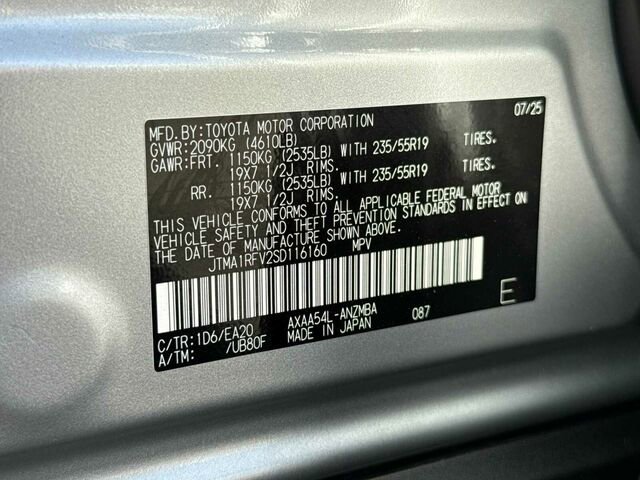 07/25
MFD.BY:TOYOTA MOTOR CORPORATION
GVWR:2090KG (4610LB)
GAWR:FRT. 1150KG (2535LB) WITH 235/55R19 TIRES.
19X7 1/2J RIMS.
RR. 1150KG (2535LB) WITH 235/55R19 TIRES.
19X7 1/2J RIMS.
THIS VEHICLE CONFORMS TO ALL APPLICABLE FEDERAL MOTOR
VEHICLE SAFETY AND THEFT PREVENTION STANDARDS IN EFFECT ON
THE DATE OF MANUFACTURE SHOWN ABOVE.
JTMA1RFV2SD116160 MPV
E
C/TR:1D6/EA20 AXAA54L-ANZMBA 087
A/TM: /UB80F MADE IN JAPAN